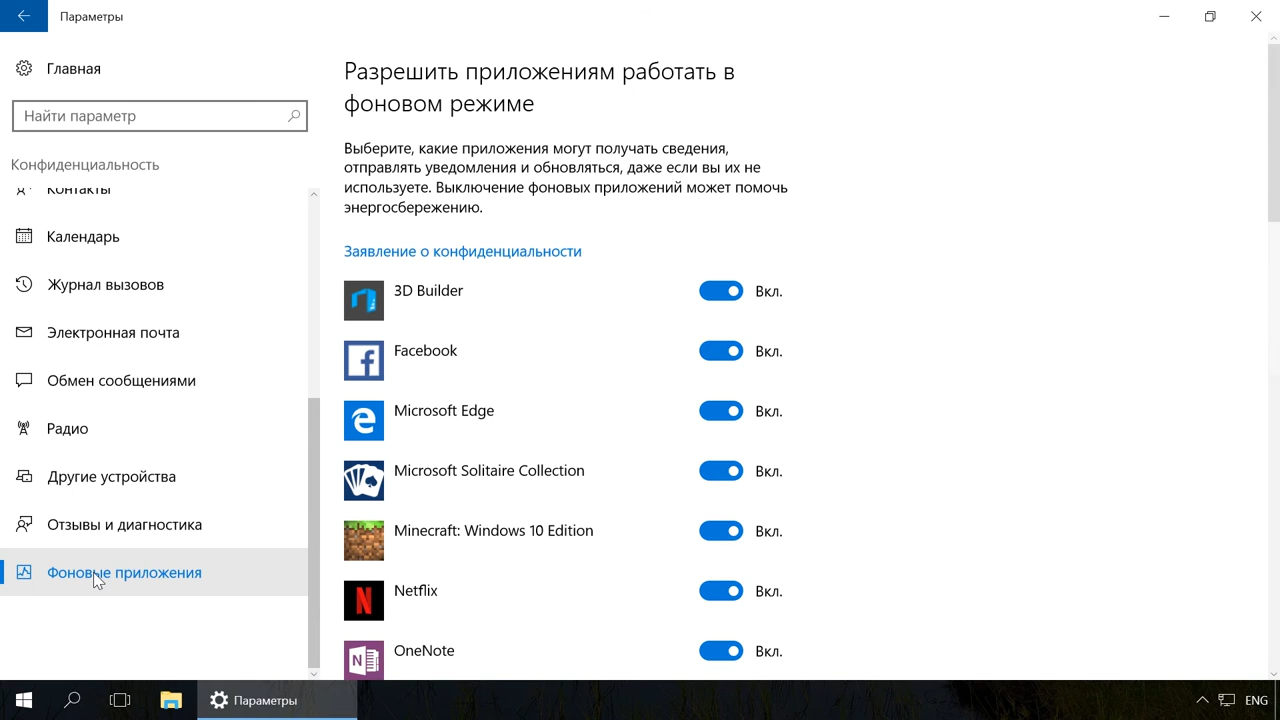 Параметры
Главная
Найти параметр
Конфиденциальность
Контакты
Календарь
Журнал вызовов
Электронная почта
Обмен сообщениями
Радио
Другие устройства
Отзывы и диагностика
Фоновые приложения
Разрешить приложениям работать в
фоновом режиме
Выберите, какие приложения могут получать сведения,
отправлять уведомления и обновляться, даже если вы их не
используете. Выключение фоновых приложений может помочь
энергосбережению.
Заявление о конфиденциальности
3D Builder Вкл.
Facebook Вкл.
Microsoft Edge Вкл.
Microsoft Solitaire Collection Вкл.
Minecraft: Windows 10 Edition Вкл.
Netflix Вкл.
OneNote Вкл.
Параметры
ENG